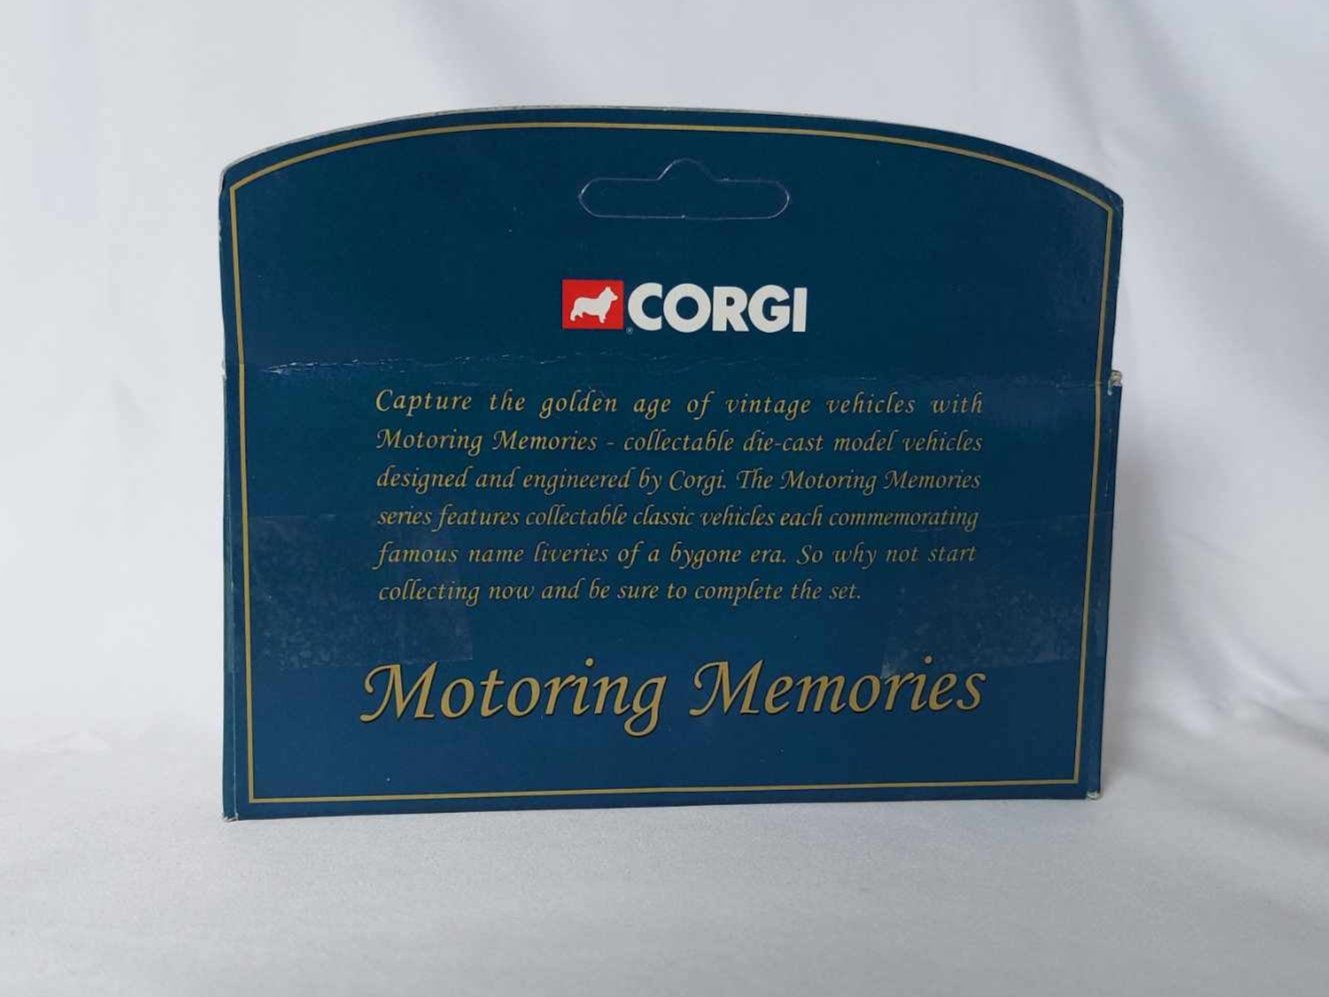 CORGI
Capture the golden age of vintage vehicles with
Motoring Memories - collectable die-cast model vehicles
designed and engineered by Corgi. The Motoring Memories
series features collectable classic vehicles each commemorating
famous name liveries of a bygone era. So why not start
collecting now and be sure to complete the set.
Motoring Memories